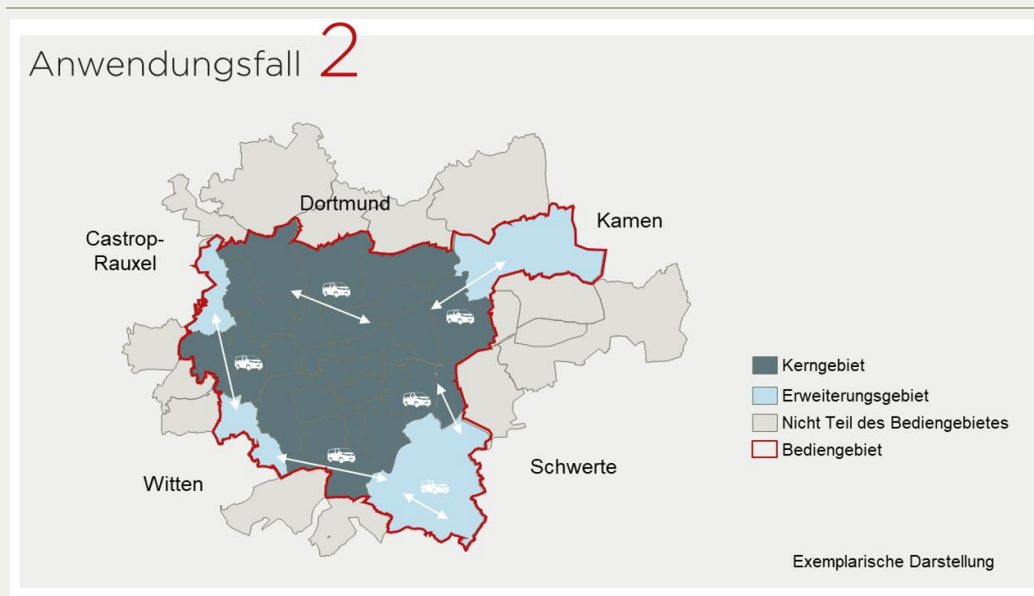 Anwendungsfall 2
Dortmund
Kamen
Castrop-
Rauxel
Kerngebiet
Erweiterungsgebiet
Nicht Teil des Bediengebietes
Bediengebiet
Schwerte
Witten
Exemplarische Darstellung